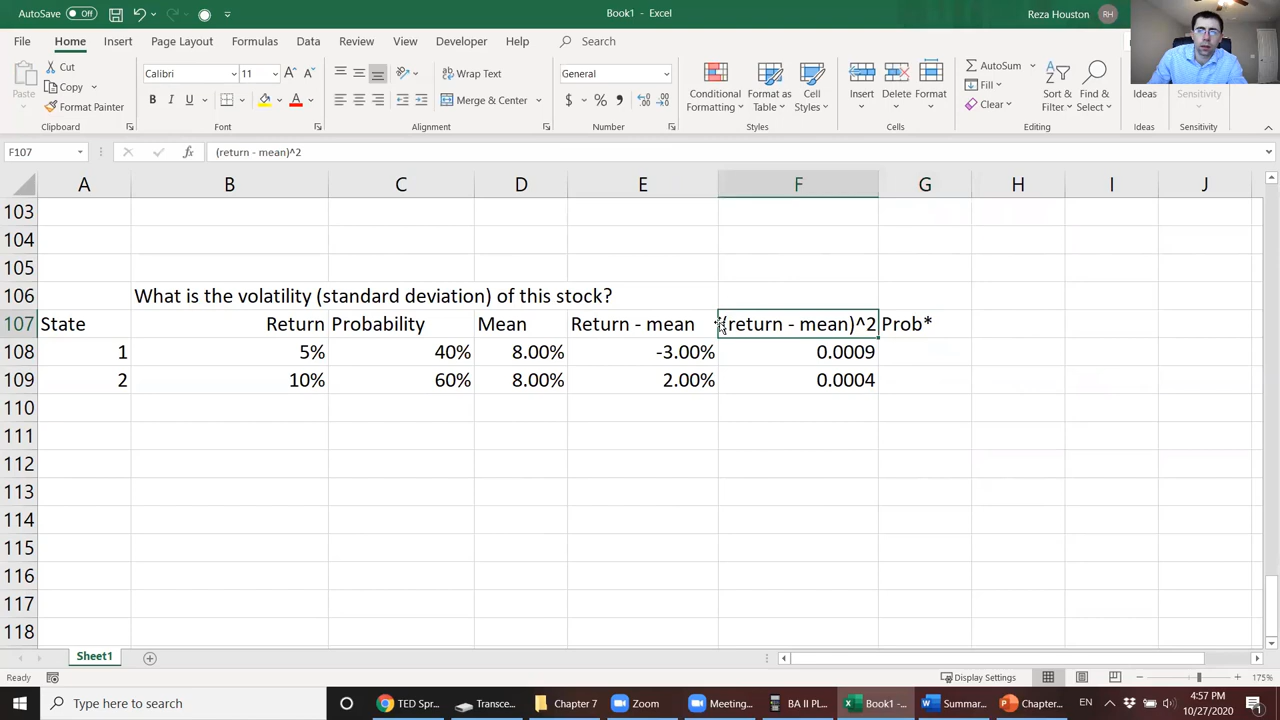 AutoSave Off Book1 - Excel Reza Houston RH
File Home Insert Page Layout Formulas Data Review View Developer Help Search
Paste Cut Copy Format Painter Clipboard
Calibri 11 B I U A Font
Wrap Text Merge & Center Alignment
General $ % Number
Conditional Formatting Format as Table Cell Styles Styles
Insert Delete Format Cells
AutoSum Fill Clear Sort & Filter Find & Select Editing
Ideas Ideas
Sensitivity Sensitivity
F107 fx (return - mean)^2
A B C D E F G H I J
103
104
105
106 What is the volatility (standard deviation) of this stock?
107 State Return Probability Mean Return - mean (return - mean)^2 Prob*
108 1 5% 40% 8.00% -3.00% 0.0009
109 2 10% 60% 8.00% 2.00% 0.0004
110
111
112
113
114
115
116
117
118
Sheet1
Ready Display Settings 175%
Type here to search TED Spr... Transce... Chapter 7 Zoom Meeting... BA II PL... Book1 -... Summar... Chapter... EN 4:57 PM
10/27/2020